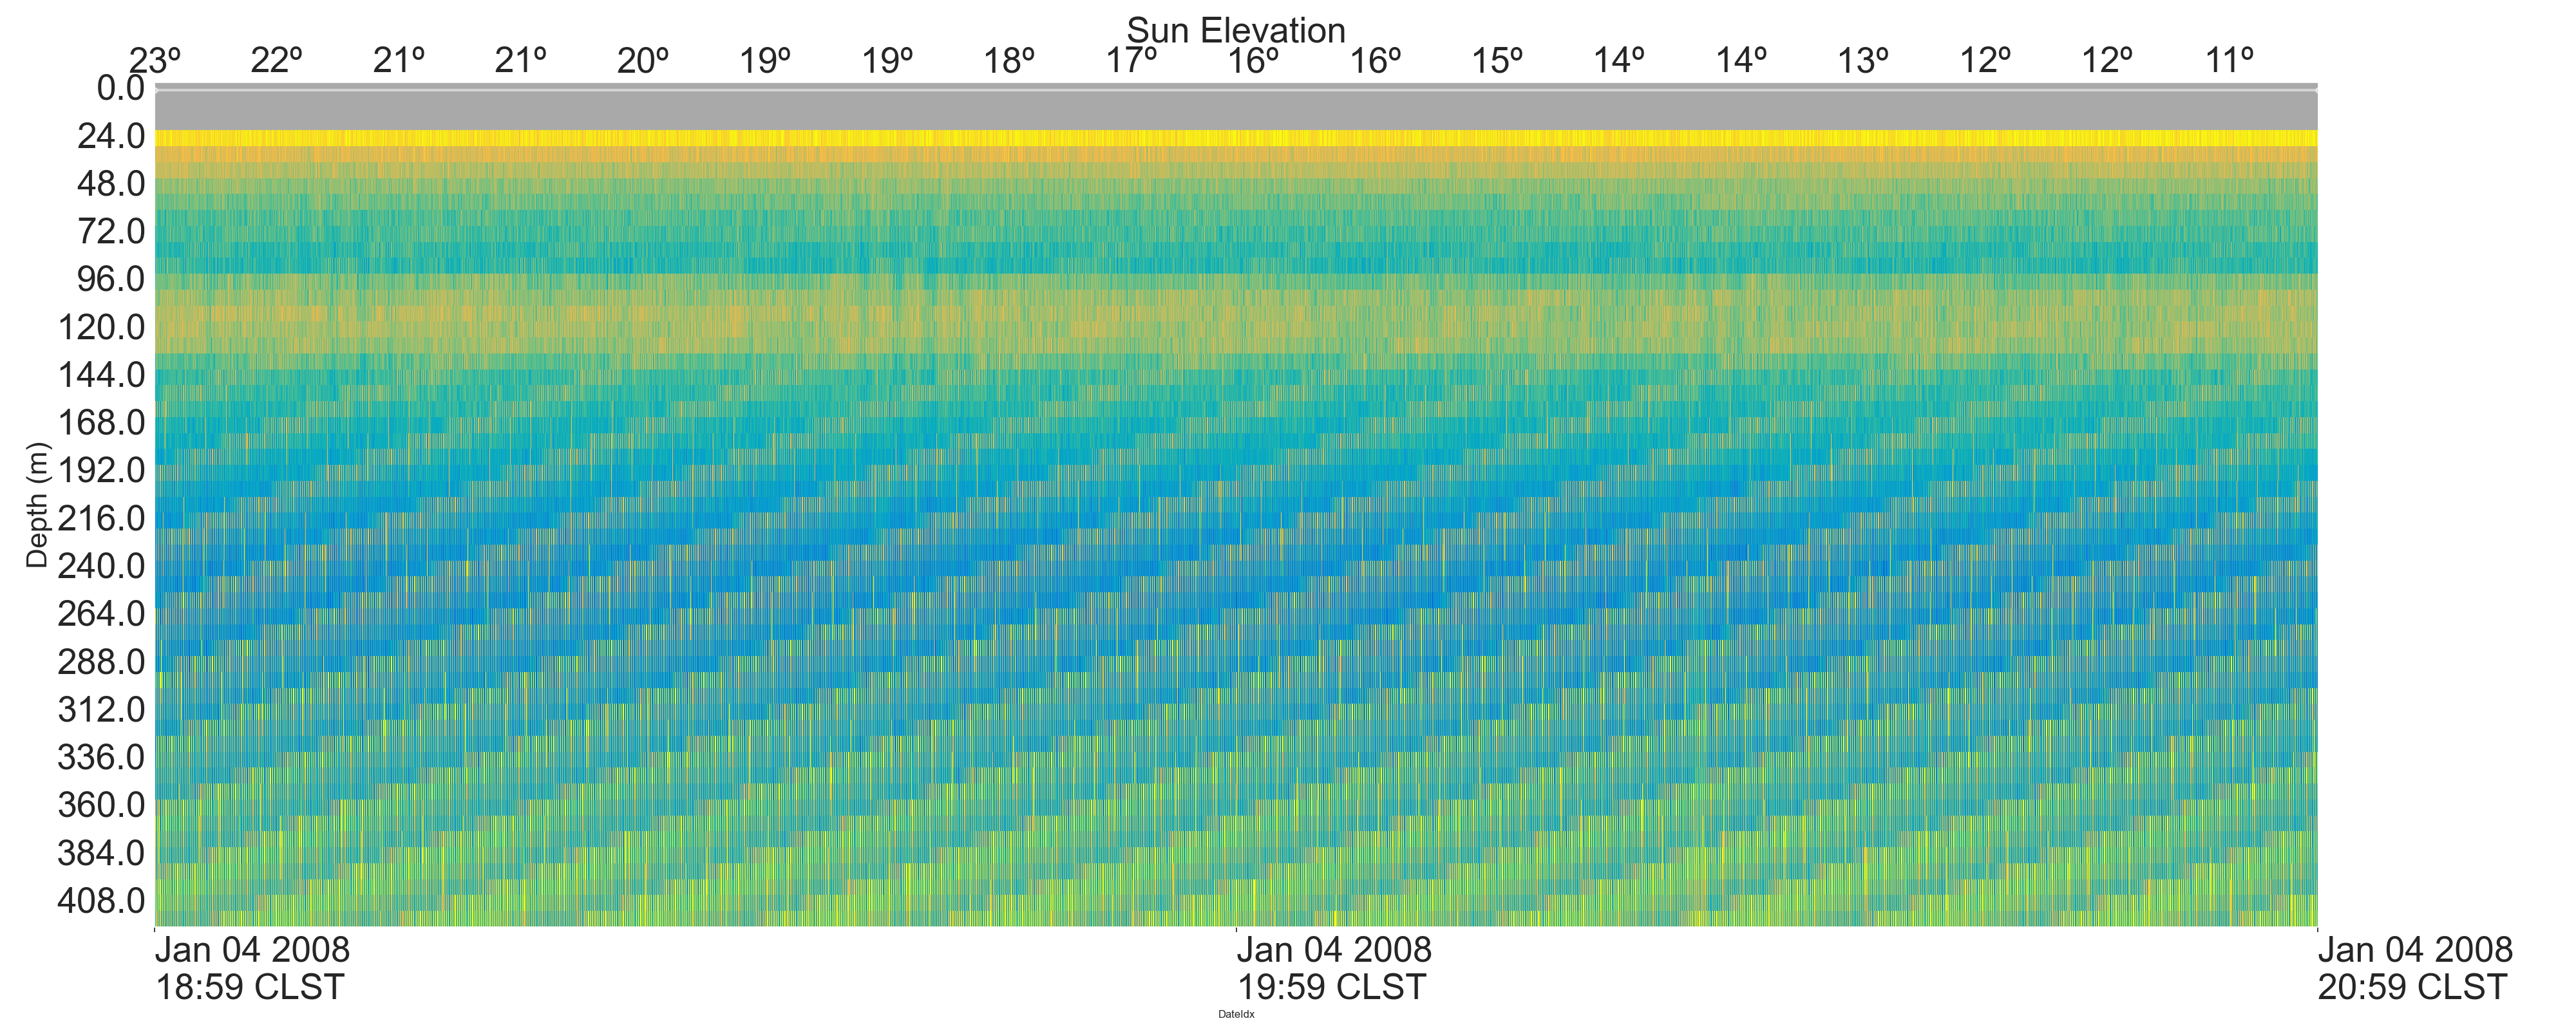 Sun Elevation
23º 22º 21º 21º 20º 19º 19º 18º 17º 16º 16º 15º 14º 14º 13º 12º 12º 11º
0.0
24.0
48.0
72.0
96.0
120.0
144.0
168.0
192.0
216.0
240.0
264.0
288.0
312.0
336.0
360.0
384.0
408.0
Depth (m)
Jan 04 2008
18:59 CLST
Jan 04 2008
19:59 CLST
Jan 04 2008
20:59 CLST
DateIdx